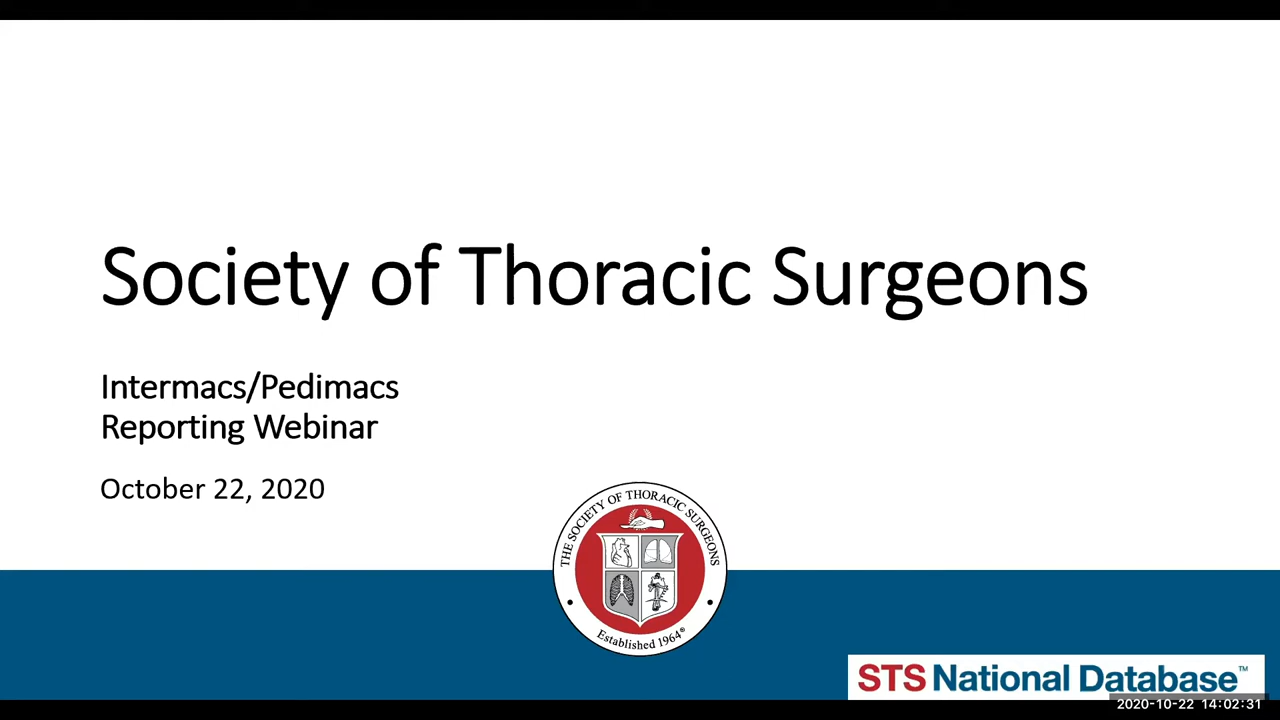 Society of Thoracic Surgeons
Intermacs/Pedimacs
Reporting Webinar
October 22, 2020
THE SOCIETY OF THORACIC SURGEONS
Established 1964®
STS National Database™
2020-10-22 14:02:31